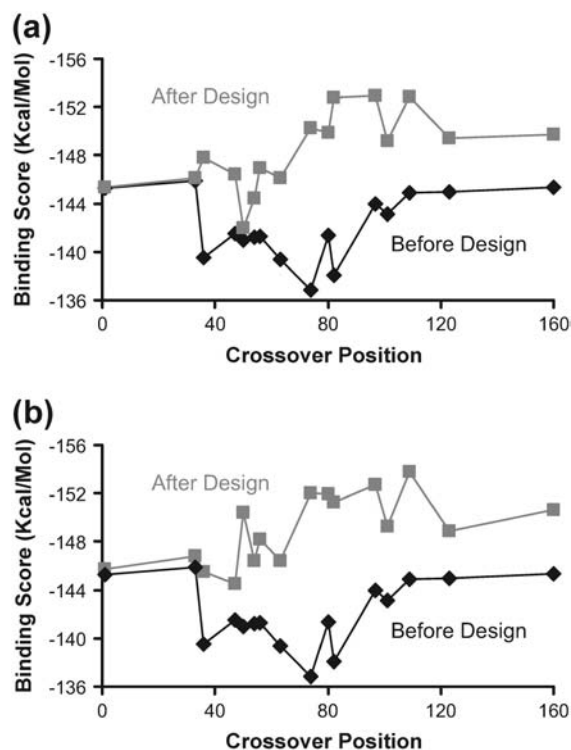 (a)
-156
-152
-148
-144
-140
-136
Binding Score (Kcal/Mol)
After Design
Before Design
0 40 80 120 160
Crossover Position
(b)
-156
-152
-148
-144
-140
-136
Binding Score (Kcal/Mol)
After Design
Before Design
0 40 80 120 160
Crossover Position